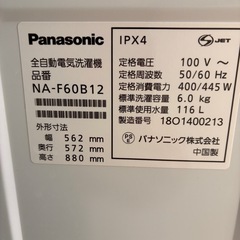 Panasonic
全自動電気洗濯機
品番
NA-F60B12
外形寸法
幅 562 mm
奥行 572 mm
高さ 880 mm
IPX4
JET
定格電圧： 100 V～
定格周波数： 50/60 Hz
定格消費電力： 400/445 W
標準洗濯容量： 6.0 kg
標準使用水量： 116 L
製造番号 18O1400213
PSE
パナソニック株式会社
中国製